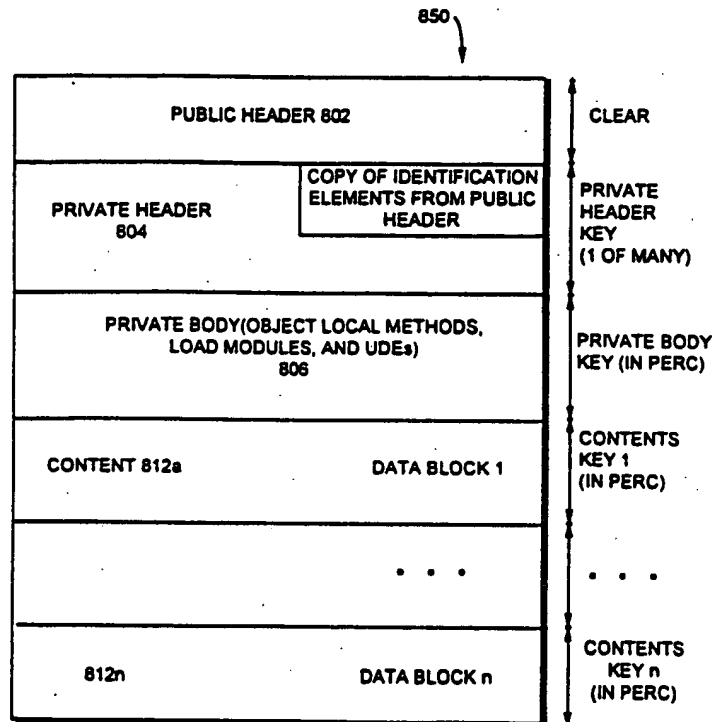 850
PUBLIC HEADER 802
CLEAR
COPY OF IDENTIFICATION
ELEMENTS FROM PUBLIC
HEADER
PRIVATE HEADER
804
PRIVATE
HEADER
KEY
(1 OF MANY)
PRIVATE BODY(OBJECT LOCAL METHODS,
LOAD MODULES, AND UDEs)
806
PRIVATE BODY
KEY (IN PERC)
CONTENT 812a
DATA BLOCK 1
CONTENTS
KEY 1
(IN PERC)
• • •
• • •
812n
DATA BLOCK n
CONTENTS
KEY n
(IN PERC)